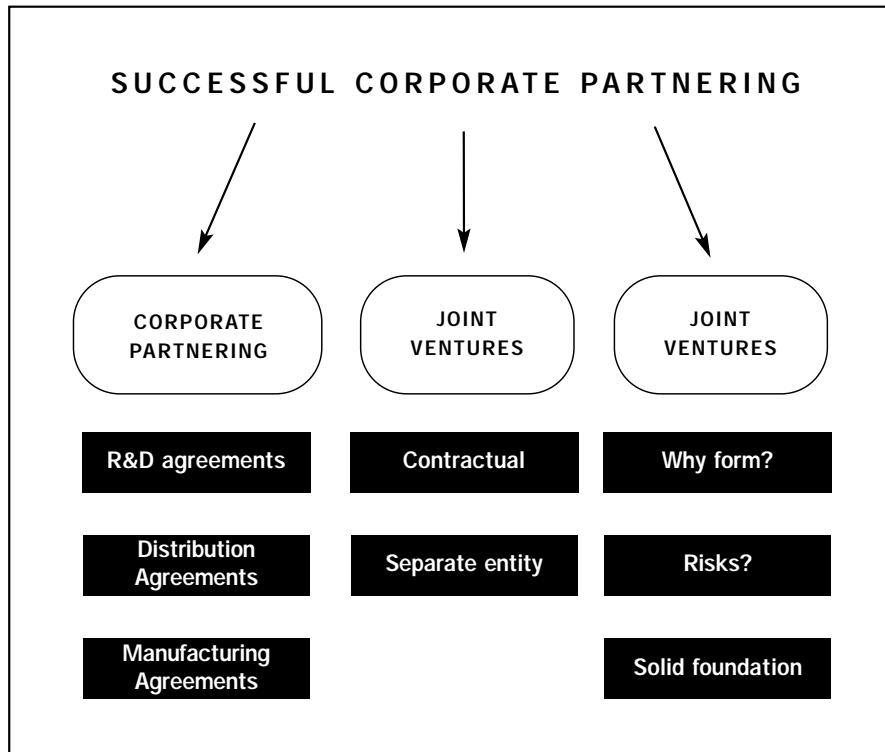 SUCCESSFUL CORPORATE PARTNERING
CORPORATE
PARTNERING
JOINT
VENTURES
JOINT
VENTURES
R&D agreements
Contractual
Why form?
Distribution
Agreements
Separate entity
Risks?
Manufacturing
Agreements
Solid foundation